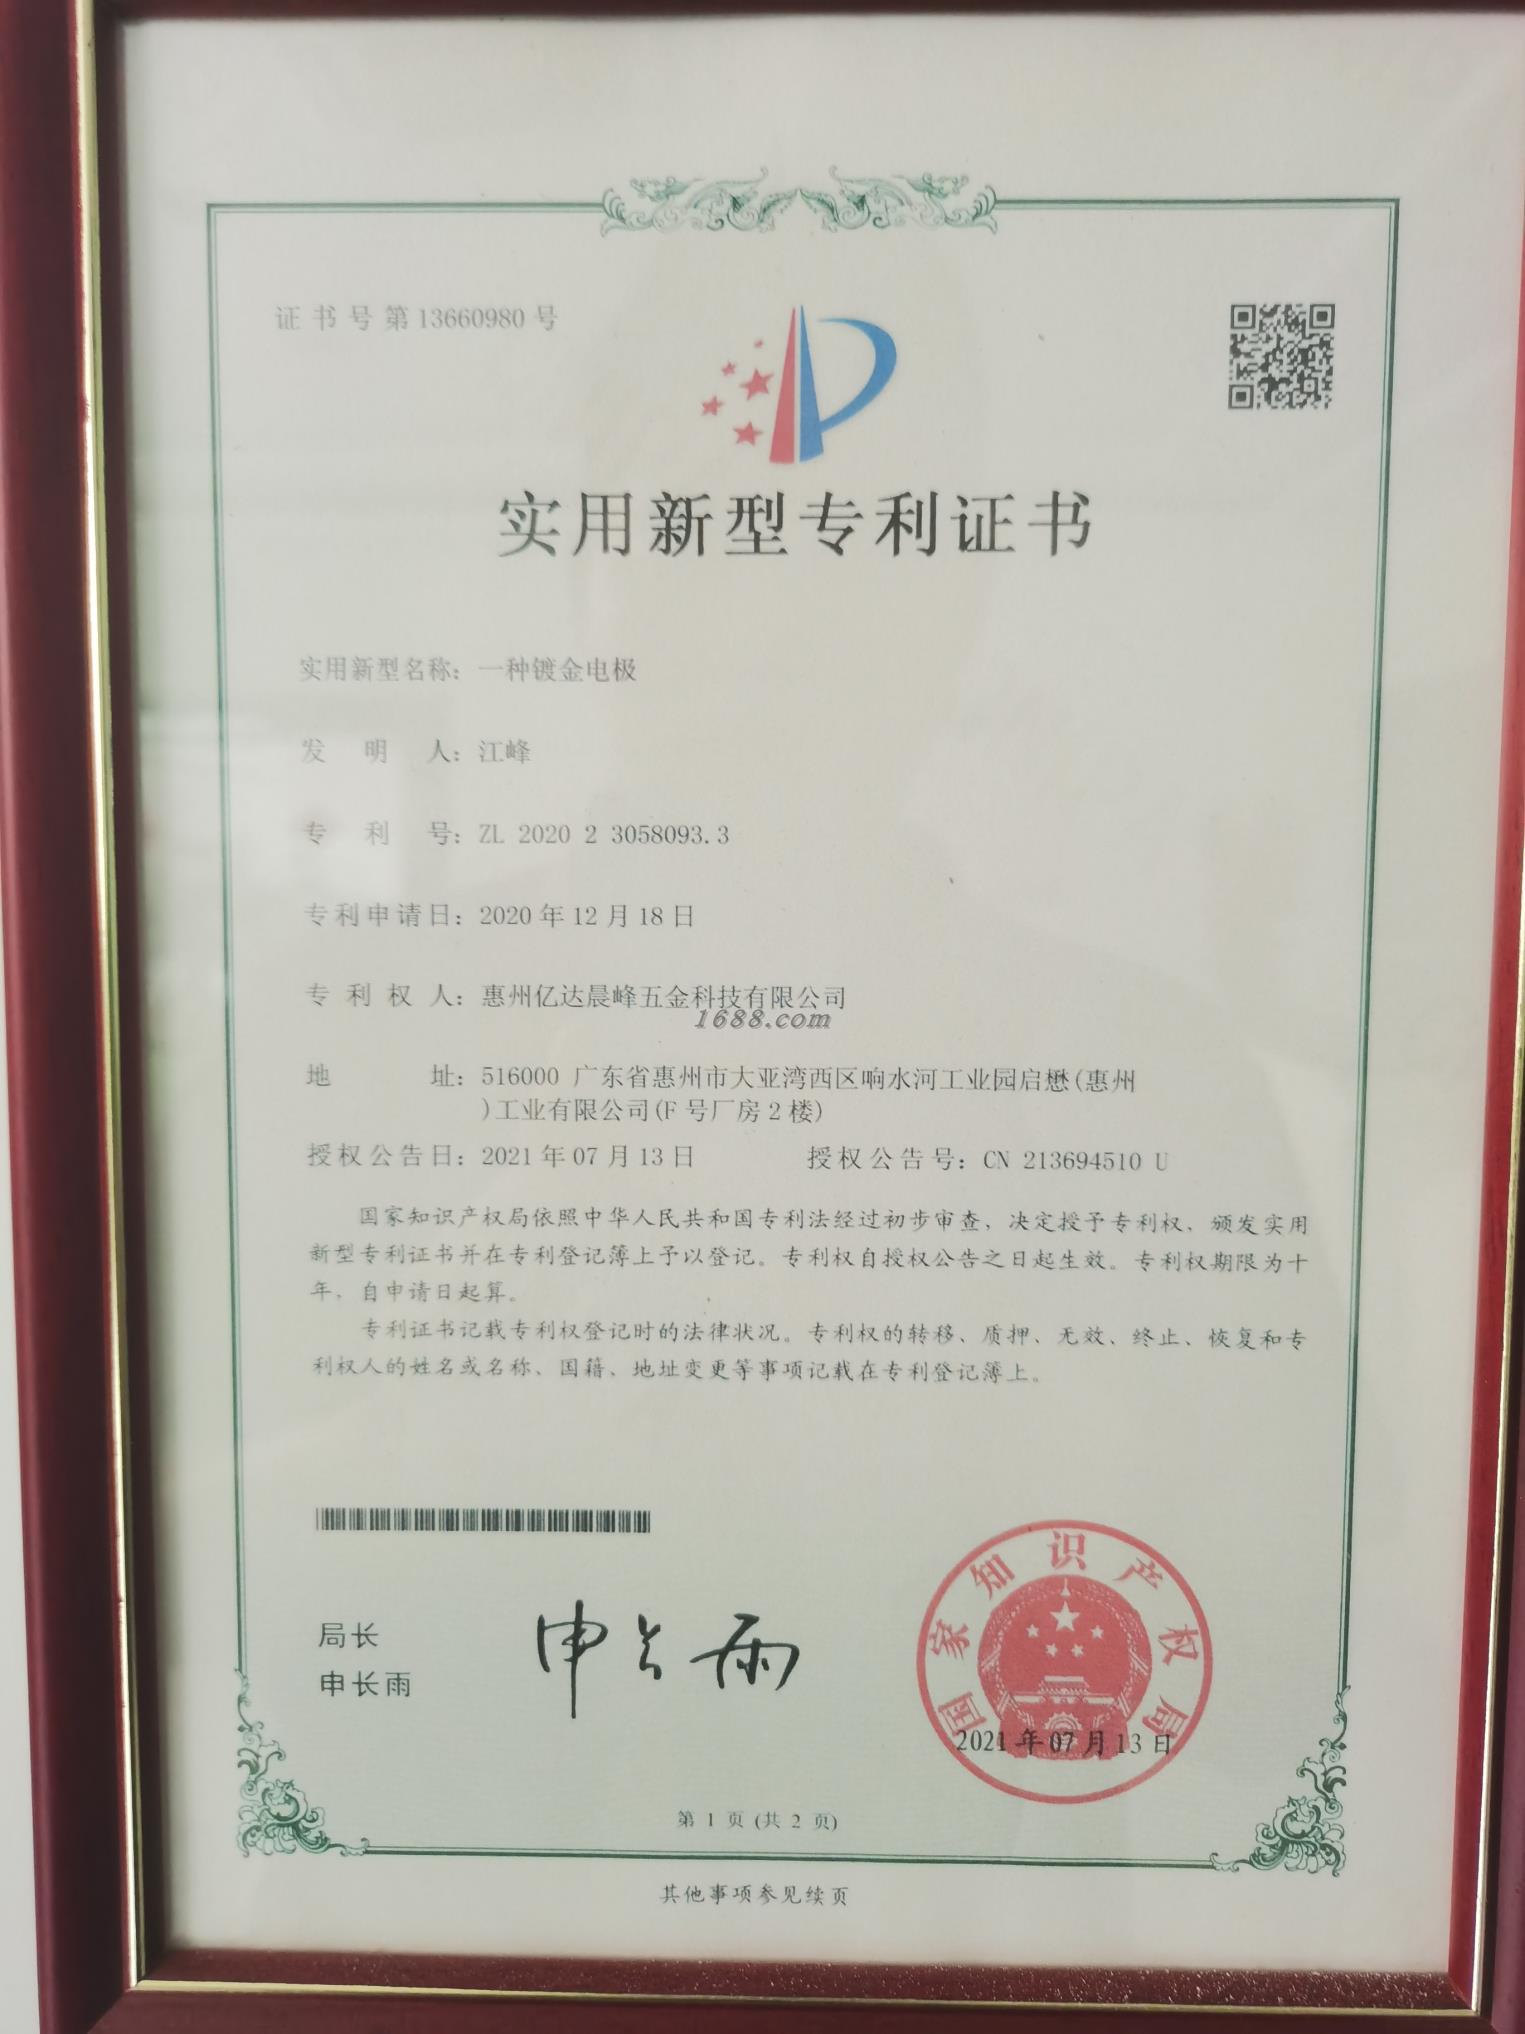 证书号第13660980号
实用新型专利证书
实用新型名称：一种镀金电极
发明人：江峰
专利号：ZL 2020 2 3058093.3
专利申请日：2020年12月18日
专利权人：惠州亿达晨峰五金科技有限公司
1688.com
地址：516000 广东省惠州市大亚湾西区响水河工业园启懋(惠州
)工业有限公司(F号厂房2楼)
授权公告日：2021年07月13日 授权公告号：CN 213694510 U
国家知识产权局依照中华人民共和国专利法经过初步审查，决定授予专利权，颁发实用
新型专利证书并在专利登记簿上予以登记。专利权自授权公告之日起生效。专利权期限为十
年，自申请日起算。
专利证书记载专利权登记时的法律状况。专利权的转移、质押、无效、终止、恢复和专
利权人的姓名或名称、国籍、地址变更等事项记载在专利登记簿上。
局长
申长雨
申长雨
国家知识产权局
2021年07月13日
第 1 页 (共 2 页)
其他事项参见续页